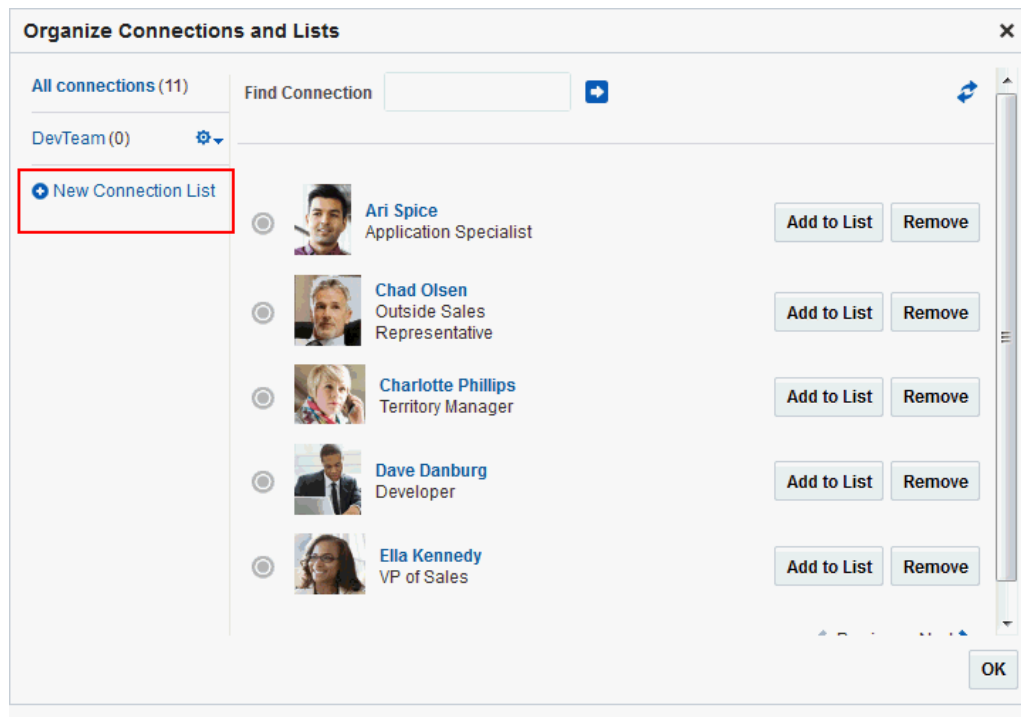 Organize Connections and Lists
All connections (11)
Find Connection
DevTeam (0)
New Connection List
Ari Spice
Application Specialist
Add to List
Remove
Chad Olsen
Outside Sales
Representative
Add to List
Remove
Charlotte Phillips
Territory Manager
Add to List
Remove
Dave Danburg
Developer
Add to List
Remove
Ella Kennedy
VP of Sales
Add to List
Remove
OK